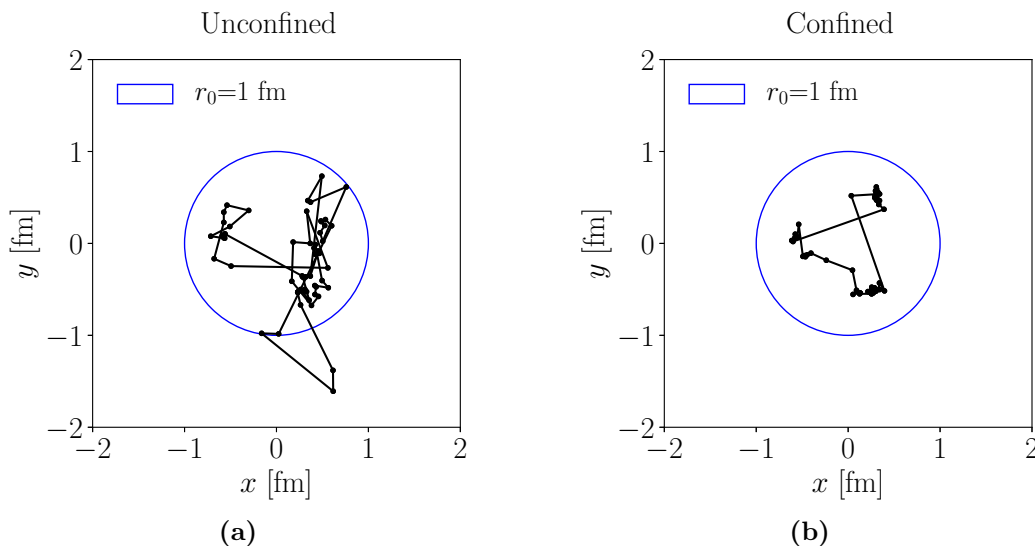 Unconfined
2
1
0
−1
−2
y [fm]
r₀=1 fm
−2 −1 0 1 2
x [fm]
(a)
Confined
2
1
0
−1
−2
y [fm]
r₀=1 fm
−2 −1 0 1 2
x [fm]
(b)